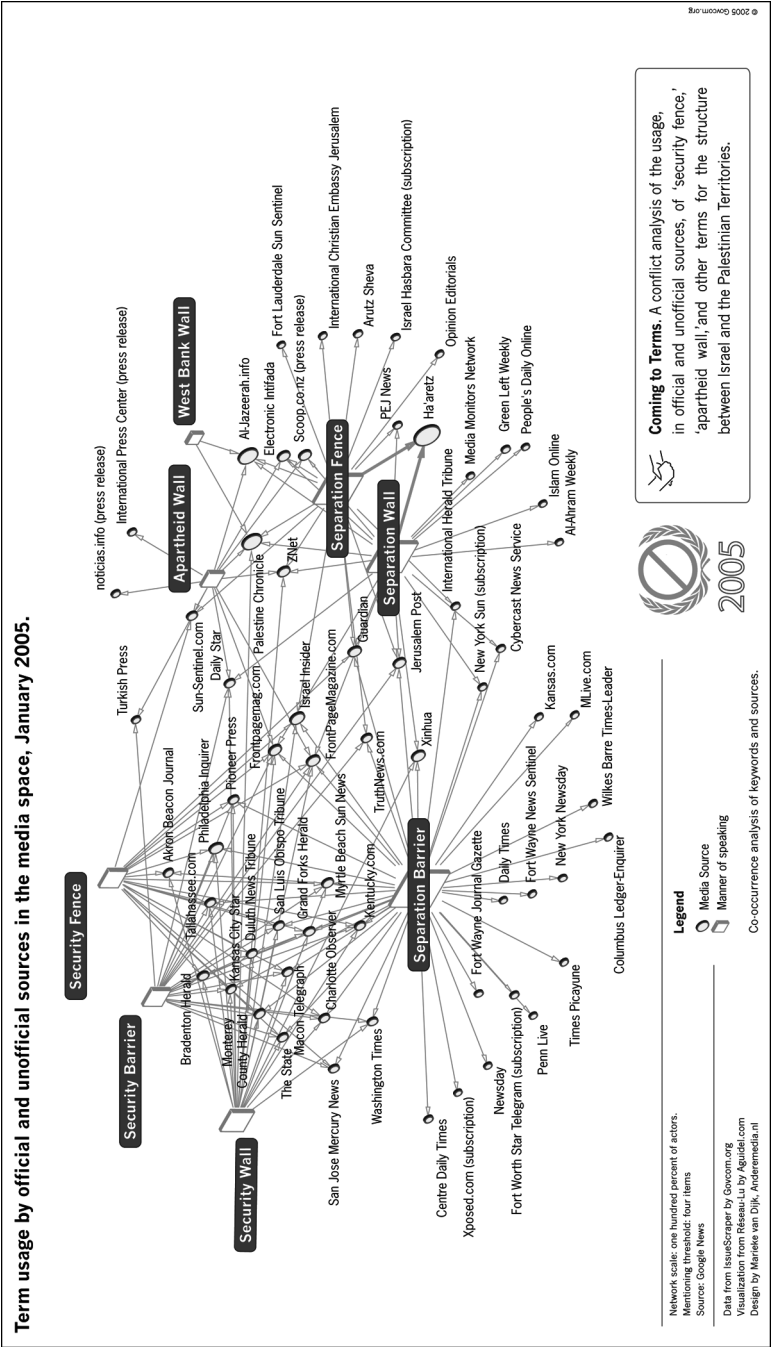 Term usage by official and unofficial sources in the media space, January 2005.
Security Fence
Security Barrier
Security Wall
Apartheid Wall
West Bank Wall
Separation Fence
Separation Wall
Separation Barrier
noticias.info (press release)
International Press Center (press release)
Turkish Press
Sun-Sentinel.com
Daily Star
Al-Jazeerah.info
Electronic Intifada
Scoop.co.nz (press release)
Fort Lauderdale Sun Sentinel
International Christian Embassy Jerusalem
Arutz Sheva
Israel Hasbara Committee (subscription)
Opinion Editorials
PEJ News
Ha'aretz
Media Monitors Network
Green Left Weekly
People's Daily Online
Islam Online
Al-Ahram Weekly
International Herald Tribune
New York Sun (subscription)
Cybercast News Service
Palestine Chronicle
ZNet
Guardian
Jerusalem Post
Akron Beacon Journal
Philadelphia Inquirer
Pioneer Press
Frontpagemag.com
Israel Insider
FrontPageMagazine.com
TruthNews.com
Xinhua
Tallahassee.com
Kansas City Star
Duluth News Tribune
San Luis Obispo Tribune
Grand Forks Herald
Myrtle Beach Sun News
Kentucky.com
Bradenton Herald
Monterey
County Herald
The State
Macon Telegraph
Charlotte Observer
San Jose Mercury News
Washington Times
Kansas.com
MLive.com
Wilkes Barre Times-Leader
Fort Wayne Journal Gazette
Daily Times
Fort Wayne News Sentinel
New York Newsday
Columbus Ledger-Enquirer
Times Picayune
Centre Daily Times
Xposed.com (subscription)
Newsday
Fort Worth Star Telegram (subscription)
Penn Live
Network scale: one hundred percent of actors.
Mentioning threshold: four items
Source: Google News
Data from IssueScraper by Govcom.org
Visualization from Réseau-Lu by Aguidel.com
Design by Marieke van Dijk, Anderemedia.nl
Legend
Media Source
Manner of speaking
Co-occurrence analysis of keywords and sources.
2005
Coming to Terms. A conflict analysis of the usage,
in official and unofficial sources, of 'security fence,'
'apartheid wall,'and other terms for the structure
between Israel and the Palestinian Territories.
© 2005 Govcom.org